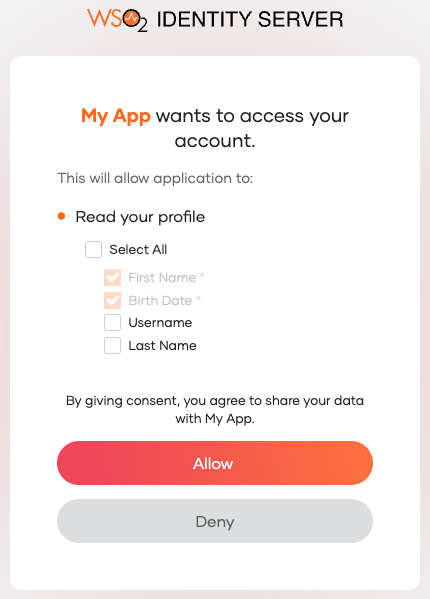 WSO2 IDENTITY SERVER
My App wants to access your
account.
This will allow application to:
Read your profile
Select All
First Name *
Birth Date *
Username
Last Name
By giving consent, you agree to share your data
with My App.
Allow
Deny